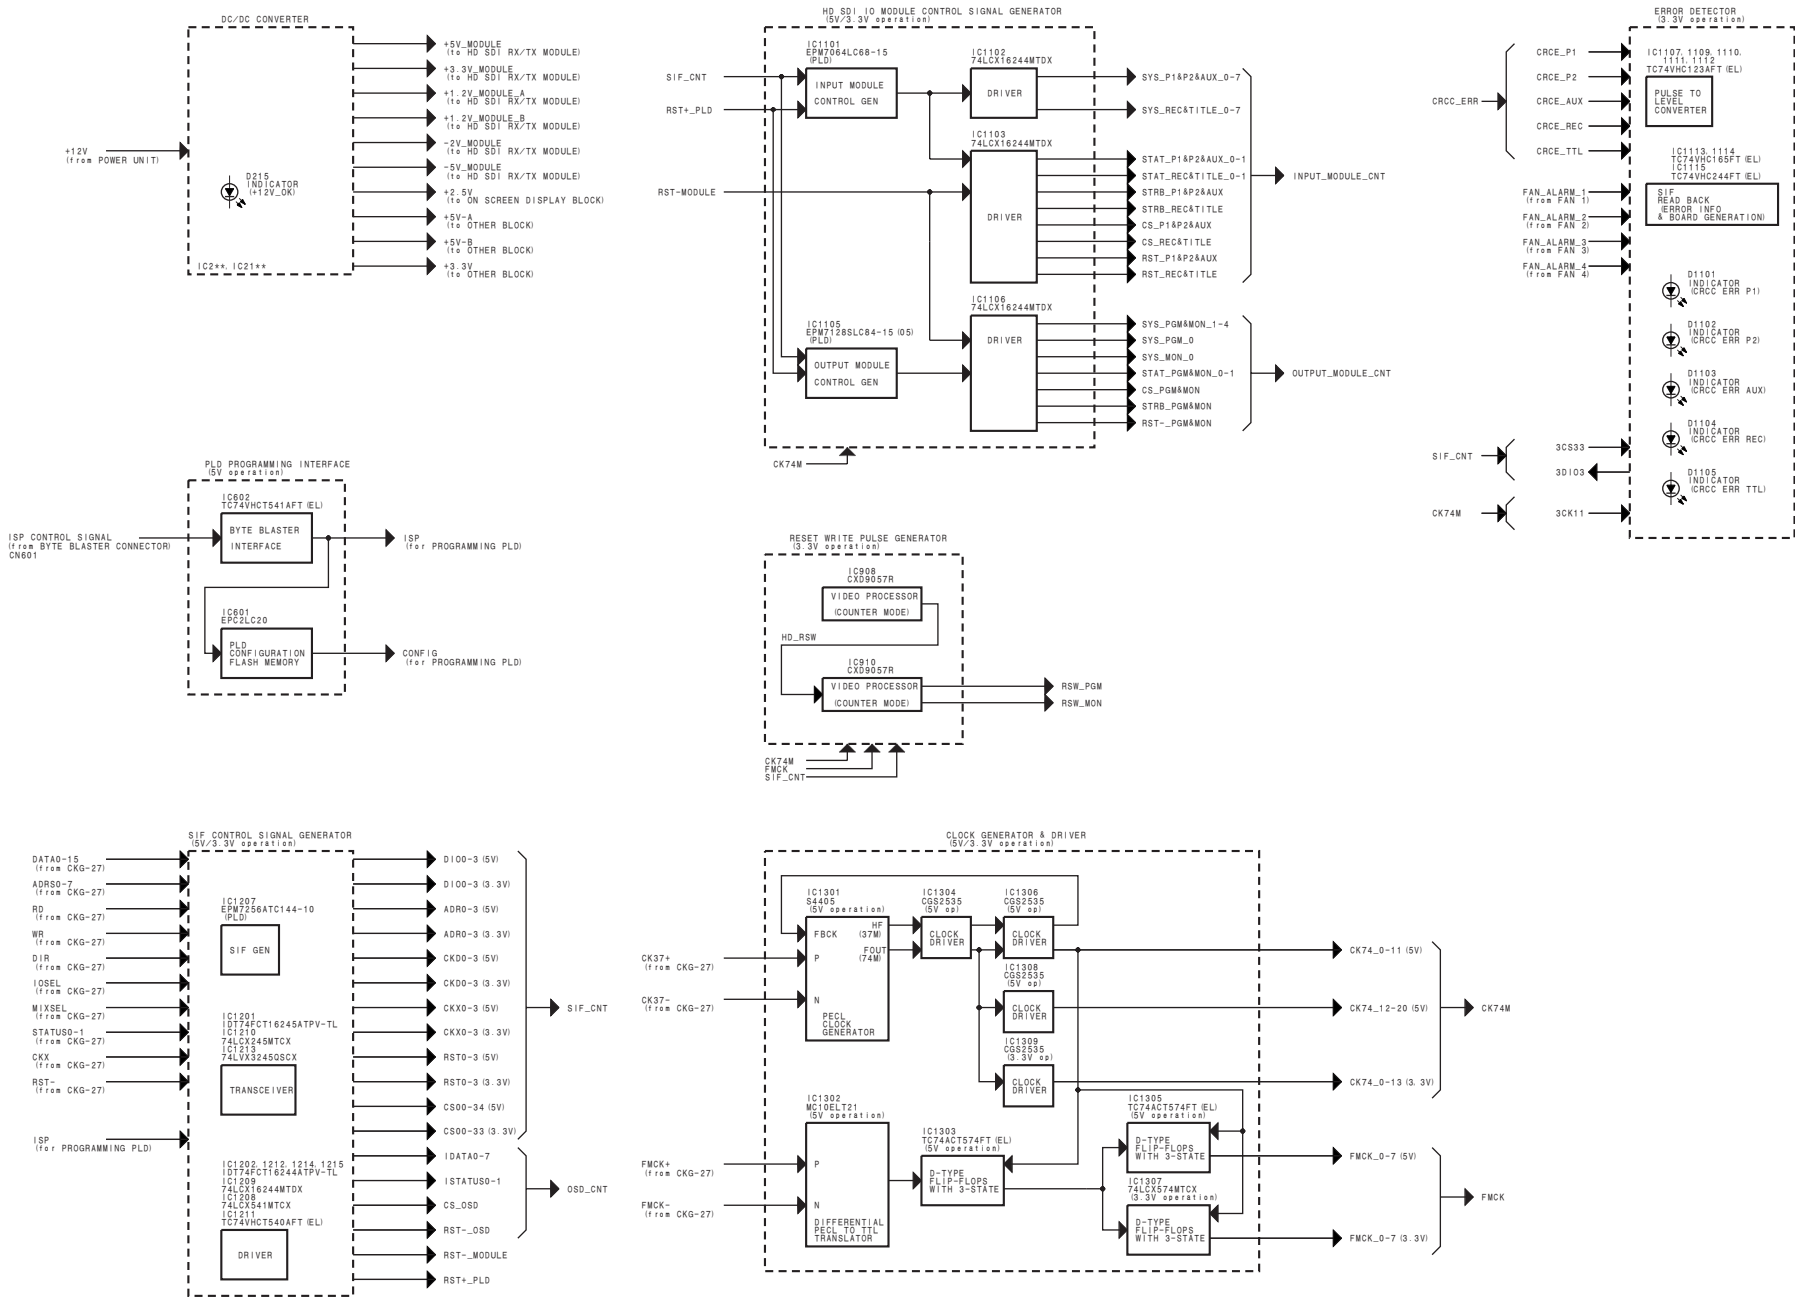 DC/DC CONVERTER
+5V_MODULE
(to HD SDI RX/TX MODULE)
+3.3V_MODULE
(to HD SDI RX/TX MODULE)
+1.2V_MODULE_A
(to HD SDI RX/TX MODULE)
+1.2V_MODULE_B
(to HD SDI RX/TX MODULE)
-2V_MODULE
(to HD SDI RX/TX MODULE)
-5V_MODULE
(to HD SDI RX/TX MODULE)
+2.5V
(to ON SCREEN DISPLAY BLOCK)
+5V-A
(to OTHER BLOCK)
+5V-B
(to OTHER BLOCK)
+3.3V
(to OTHER BLOCK)
+12V
(from POWER UNIT)
D215
INDICATOR
(+12V_OK)
IC2**, IC21**
HD SDI IO MODULE CONTROL SIGNAL GENERATOR
(5V/3.3V operation)
SIF_CNT
RST+_PLD
RST-MODULE
IC1101
EPM7064LC68-15
(PLD)
INPUT MODULE
CONTROL GEN
IC1102
74LCX16244MTDX
DRIVER
SYS_P1&P2&AUX_0-7
SYS_REC&TITLE_0-7
IC1103
74LCX16244MTDX
DRIVER
STAT_P1&P2&AUX_0-1
STAT_REC&TITLE_0-1
STRB_P1&P2&AUX
STRB_REC&TITLE
CS_P1&P2&AUX
CS_REC&TITLE
RST_P1&P2&AUX
RST_REC&TITLE
INPUT_MODULE_CNT
IC1105
EPM7128SLC84-15 (05)
(PLD)
OUTPUT MODULE
CONTROL GEN
IC1106
74LCX16244MTDX
DRIVER
SYS_PGM&MON_1-4
SYS_PGM_0
SYS_MON_0
STAT_PGM&MON_0-1
CS_PGM&MON
STRB_PGM&MON
RST-_PGM&MON
OUTPUT_MODULE_CNT
CK74M
ERROR DETECTOR
(3.3V operation)
CRCC_ERR
CRCE_P1
CRCE_P2
CRCE_AUX
CRCE_REC
CRCE_TTL
FAN_ALARM_1
(from FAN 1)
FAN_ALARM_2
(from FAN 2)
FAN_ALARM_3
(from FAN 3)
FAN_ALARM_4
(from FAN 4)
IC1107, 1109, 1110,
1111, 1112
TC74VHC123AFT (EL)
PULSE TO
LEVEL
CONVERTER
IC1113, 1114
TC74VHC165FT (EL)
IC1115
TC74VHC244FT (EL)
SIF
READ BACK
(ERROR INFO
& BOARD GENERATION)
D1101
INDICATOR
(CRCC ERR P1)
D1102
INDICATOR
(CRCC ERR P2)
D1103
INDICATOR
(CRCC ERR AUX)
D1104
INDICATOR
(CRCC ERR REC)
D1105
INDICATOR
(CRCC ERR TTL)
SIF_CNT
3CS33
3DIO3
CK74M
3CK11
PLD PROGRAMMING INTERFACE
(5V operation)
ISP CONTROL SIGNAL
(from BYTE BLASTER CONNECTOR)
CN601
IC602
TC74VHCT541AFT (EL)
BYTE BLASTER
INTERFACE
ISP
(for PROGRAMMING PLD)
IC601
EPC2LC20
PLD
CONFIGURATION
FLASH MEMORY
CONFIG
(for PROGRAMMING PLD)
RESET WRITE PULSE GENERATOR
(3.3V operation)
IC908
CXD9057R
VIDEO PROCESSOR
(COUNTER MODE)
HD_RSW
IC910
CXD9057R
VIDEO PROCESSOR
(COUNTER MODE)
RSW_PGM
RSW_MON
CK74M
FMCK
SIF_CNT
SIF CONTROL SIGNAL GENERATOR
(5V/3.3V operation)
DATA0-15
(from CKG-27)
ADRS0-7
(from CKG-27)
RD
(from CKG-27)
WR
(from CKG-27)
DIR
(from CKG-27)
IOSEL
(from CKG-27)
MIXSEL
(from CKG-27)
STATUS0-1
(from CKG-27)
CKX
(from CKG-27)
RST-
(from CKG-27)
ISP
(for PROGRAMMING PLD)
IC1207
EPM7256ATC144-10
(PLD)
SIF GEN
IC1201
IDT74FCT16245ATPV-TL
IC1210
74LCX245MTCX
IC1213
74LVX3245QSCX
TRANSCEIVER
IC1202, 1212, 1214, 1215
IDT74FCT16244ATPV-TL
IC1209
74LCX16244MTDX
IC1208
74LCX541MTCX
IC1211
TC74VHCT540AFT (EL)
DRIVER
DIO0-3 (5V)
DIO0-3 (3.3V)
ADR0-3 (5V)
ADR0-3 (3.3V)
CKD0-3 (5V)
CKD0-3 (3.3V)
CKX0-3 (5V)
CKX0-3 (3.3V)
RST0-3 (5V)
RST0-3 (3.3V)
CS00-34 (5V)
CS00-33 (3.3V)
SIF_CNT
IDATA0-7
ISTATUS0-1
CS_OSD
RST-_OSD
OSD_CNT
RST-_MODULE
RST+_PLD
CLOCK GENERATOR & DRIVER
(5V/3.3V operation)
CK37+
(from CKG-27)
CK37-
(from CKG-27)
IC1301
S4405
(5V operation)
FBCK
HF
(37M)
FOUT
(74M)
P
N
PECL
CLOCK
GENERATOR
IC1304
CGS2535
(5V op)
CLOCK
DRIVER
IC1306
CGS2535
(5V op)
CLOCK
DRIVER
IC1308
CGS2535
(5V op)
CLOCK
DRIVER
IC1309
CGS2535
(3.3V op)
CLOCK
DRIVER
CK74_0-11 (5V)
CK74_12-20 (5V)
CK74_0-13 (3.3V)
CK74M
FMCK+
(from CKG-27)
FMCK-
(from CKG-27)
IC1302
MC10ELT21
(5V operation)
P
N
DIFFERENTIAL
PECL TO TTL
TRANSLATOR
IC1303
TC74ACT574FT (EL)
(5V operation)
D-TYPE
FLIP-FLOPS
WITH 3-STATE
IC1305
TC74ACT574FT (EL)
(5V operation)
D-TYPE
FLIP-FLOPS
WITH 3-STATE
IC1307
74LCX574MTCX
(3.3V operation)
D-TYPE
FLIP-FLOPS
WITH 3-STATE
FMCK_0-7 (5V)
FMCK_0-7 (3.3V)
FMCK